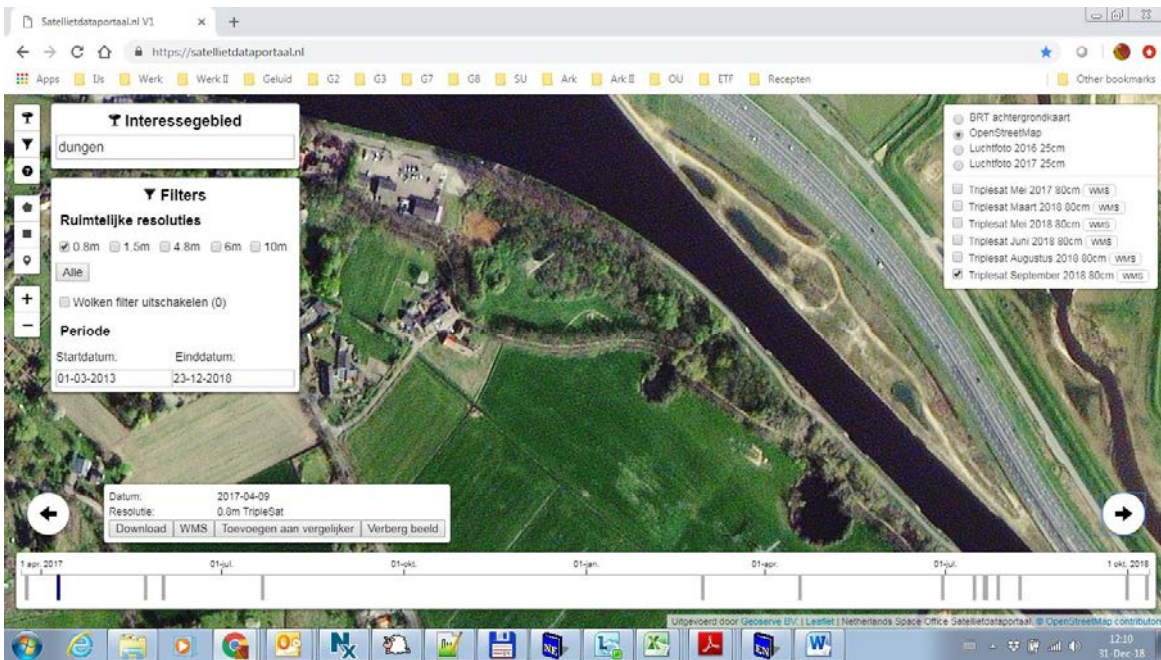 Satellietdataportaal.nl V1
https://satellietdataportaal.nl
Apps IJs Werk Werk II Geluid G2 G3 G7 G8 SU Ark Ark II OU ETF Recepten Other bookmarks
Interessegebied
dungen
Filters
Ruimtelijke resoluties
0.8m 1.5m 4.8m 6m 10m
Alle
Wolken filter uitschakelen (0)
Periode
Startdatum: Einddatum:
01-03-2013 23-12-2018
BRT achtergrondkaart
OpenStreetMap
Luchtfoto 2016 25cm
Luchtfoto 2017 25cm
Triplesat Mei 2017 80cm WMS
Triplesat Maart 2018 80cm WMS
Triplesat Mei 2018 80cm WMS
Triplesat Juni 2018 80cm WMS
Triplesat Augustus 2018 80cm WMS
Triplesat September 2018 80cm WMS
Datum: 2017-04-09
Resolutie: 0.8m TripleSat
Download WMS Toevoegen aan vergelijker Verberg beeld
1 apr. 2017 01-jul. 01-okt. 01-jan. 01-apr. 01-jul. 1 okt. 2018
Uitgevoerd door Geoserve BV. | Leaflet | Netherlands Space Office Satellietdataportaal, © OpenStreetMap contributors
NE EN
12:10
31-Dec-18